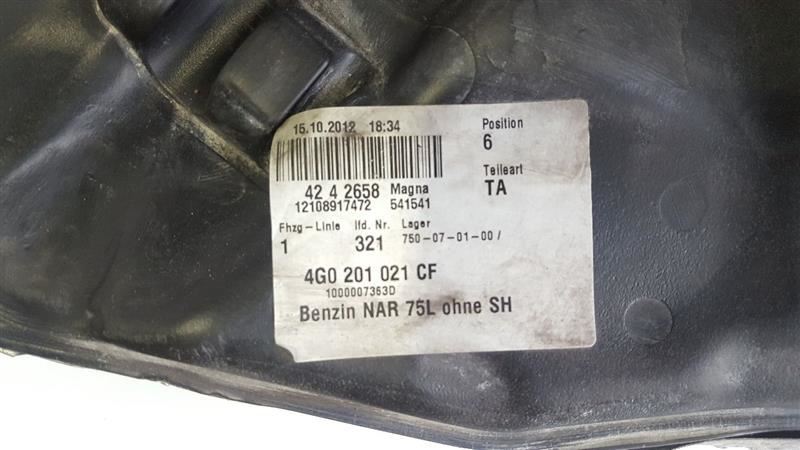 15.10.2012 18:34
Position
6
42 4 2658 Magna
Teileart
TA
12108917472 541541
Fhzg-Linie lfd. Nr. Lager
1 321 750-07-01-00/
4G0 201 021 CF
1000007363D
Benzin NAR 75L ohne SH